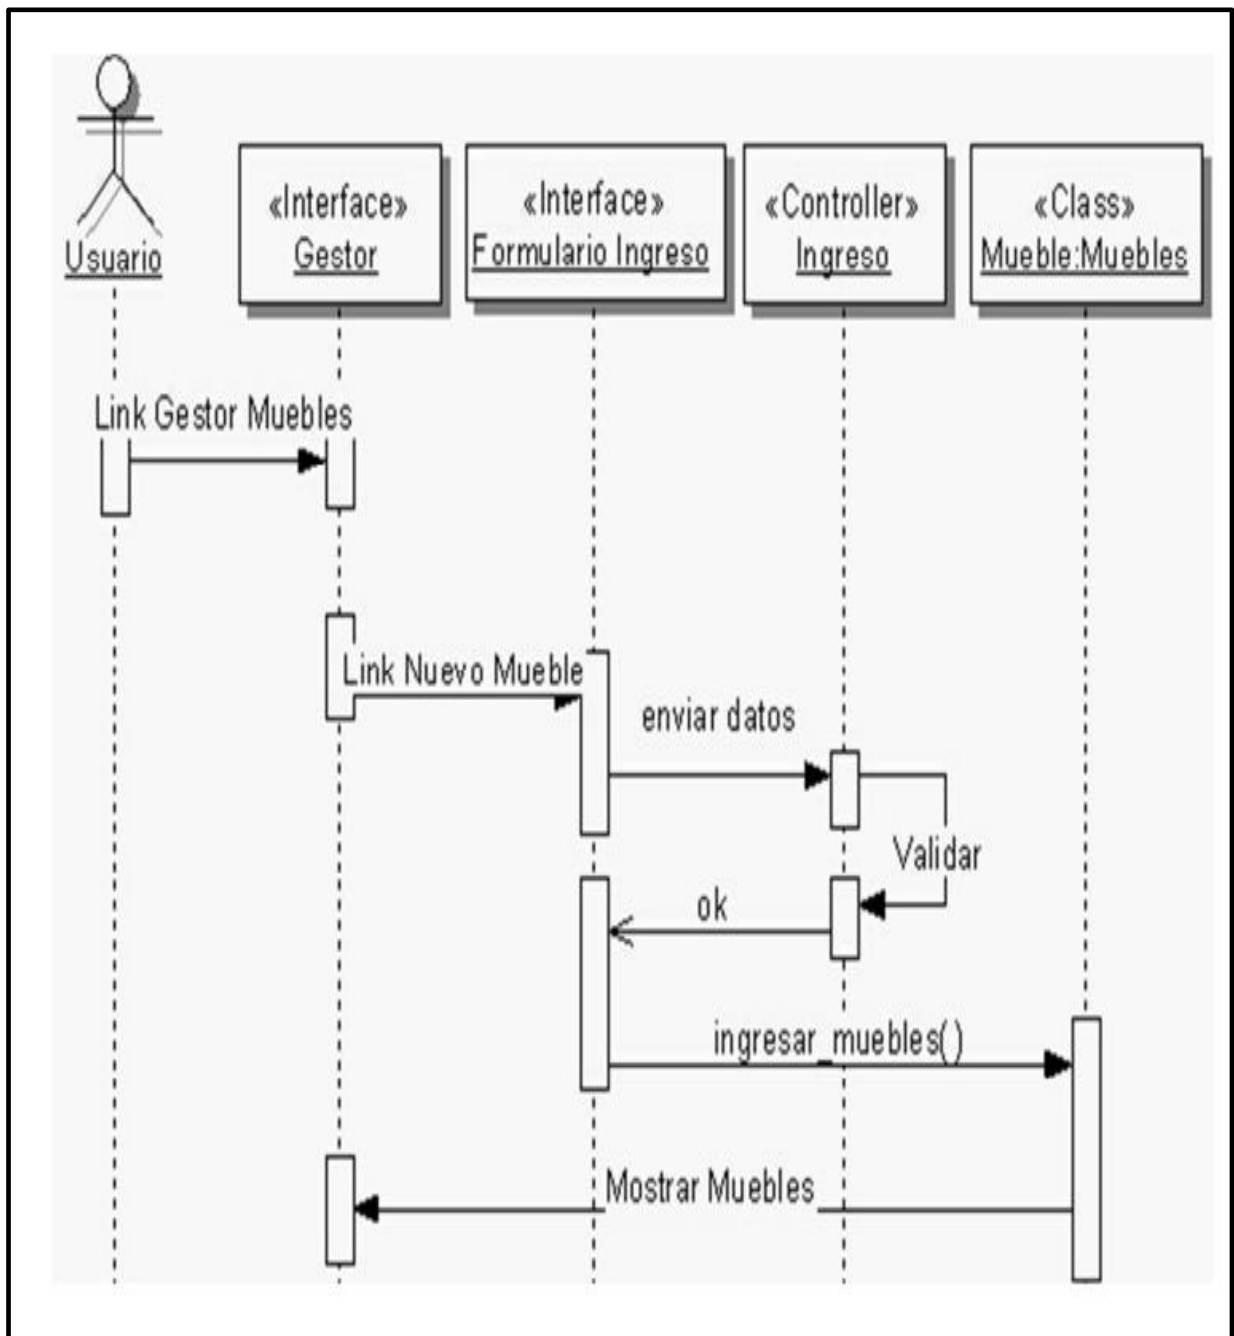 Usuario
«Interface»
Gestor
«Interface»
Formulario Ingreso
«Controller»
Ingreso
«Class»
Mueble:Muebles
Link Gestor Muebles
Link Nuevo Mueble
enviar datos
Validar
ok
ingresar_muebles()
Mostrar Muebles